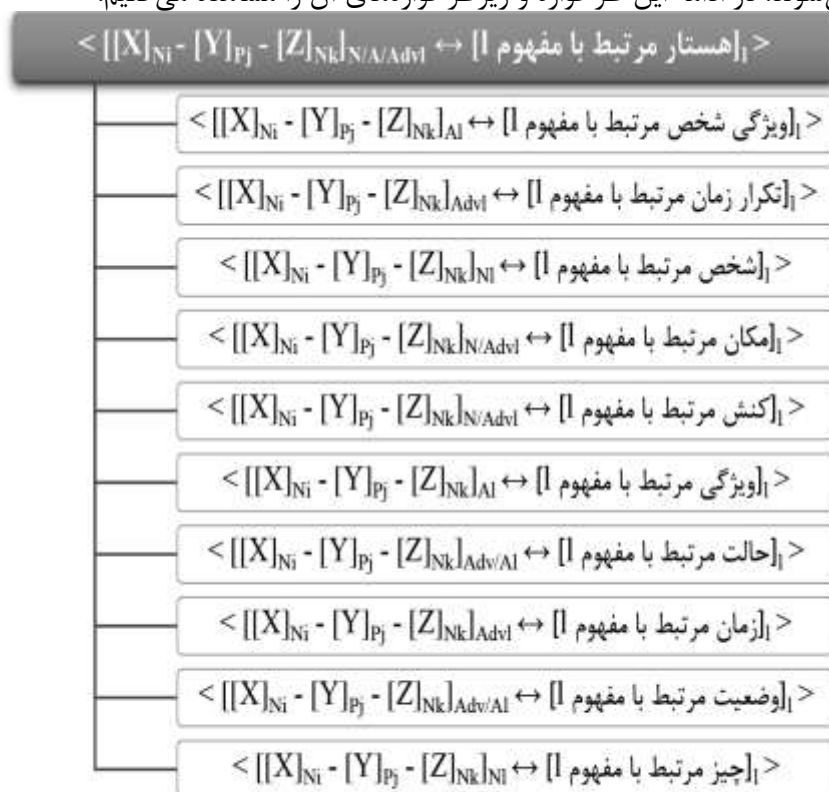 می‌شوند. در ادامه این طرحواره و زیرطرحواره‌های آن را مشاهده می‌کنیم:
< [[X]Ni - [Y]Pj - [Z]Nk]N/A/Advl ↔ [هستار مرتبط با مفهوم l]l >
< [[X]Ni - [Y]Pj - [Z]Nk]Al ↔ [ویژگی شخص مرتبط با مفهوم l]l >
< [[X]Ni - [Y]Pj - [Z]Nk]Advl ↔ [تکرار زمان مرتبط با مفهوم l]l >
< [[X]Ni - [Y]Pj - [Z]Nk]Nl ↔ [شخص مرتبط با مفهوم l]l >
< [[X]Ni - [Y]Pj - [Z]Nk]N/Advl ↔ [مکان مرتبط با مفهوم l]l >
< [[X]Ni - [Y]Pj - [Z]Nk]N/Advl ↔ [کنش مرتبط با مفهوم l]l >
< [[X]Ni - [Y]Pj - [Z]Nk]Al ↔ [ویژگی مرتبط با مفهوم l]l >
< [[X]Ni - [Y]Pj - [Z]Nk]Adv/Al ↔ [حالت مرتبط با مفهوم l]l >
< [[X]Ni - [Y]Pj - [Z]Nk]Advl ↔ [زمان مرتبط با مفهوم l]l >
< [[X]Ni - [Y]Pj - [Z]Nk]Adv/Al ↔ [وضعیت مرتبط با مفهوم l]l >
< [[X]Ni - [Y]Pj - [Z]Nk]Nl ↔ [چیز مرتبط با مفهوم l]l >